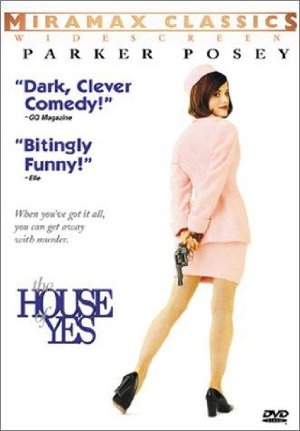 MIRAMAX CLASSICS
WIDESCREEN
PARKER POSEY
"Dark, Clever
Comedy!"
- GQ Magazine
"Bitingly
Funny!"
- Elle
When you've got it all,
you can get away
with murder.
the
HOUSE
of
YES
DVD
VIDEO